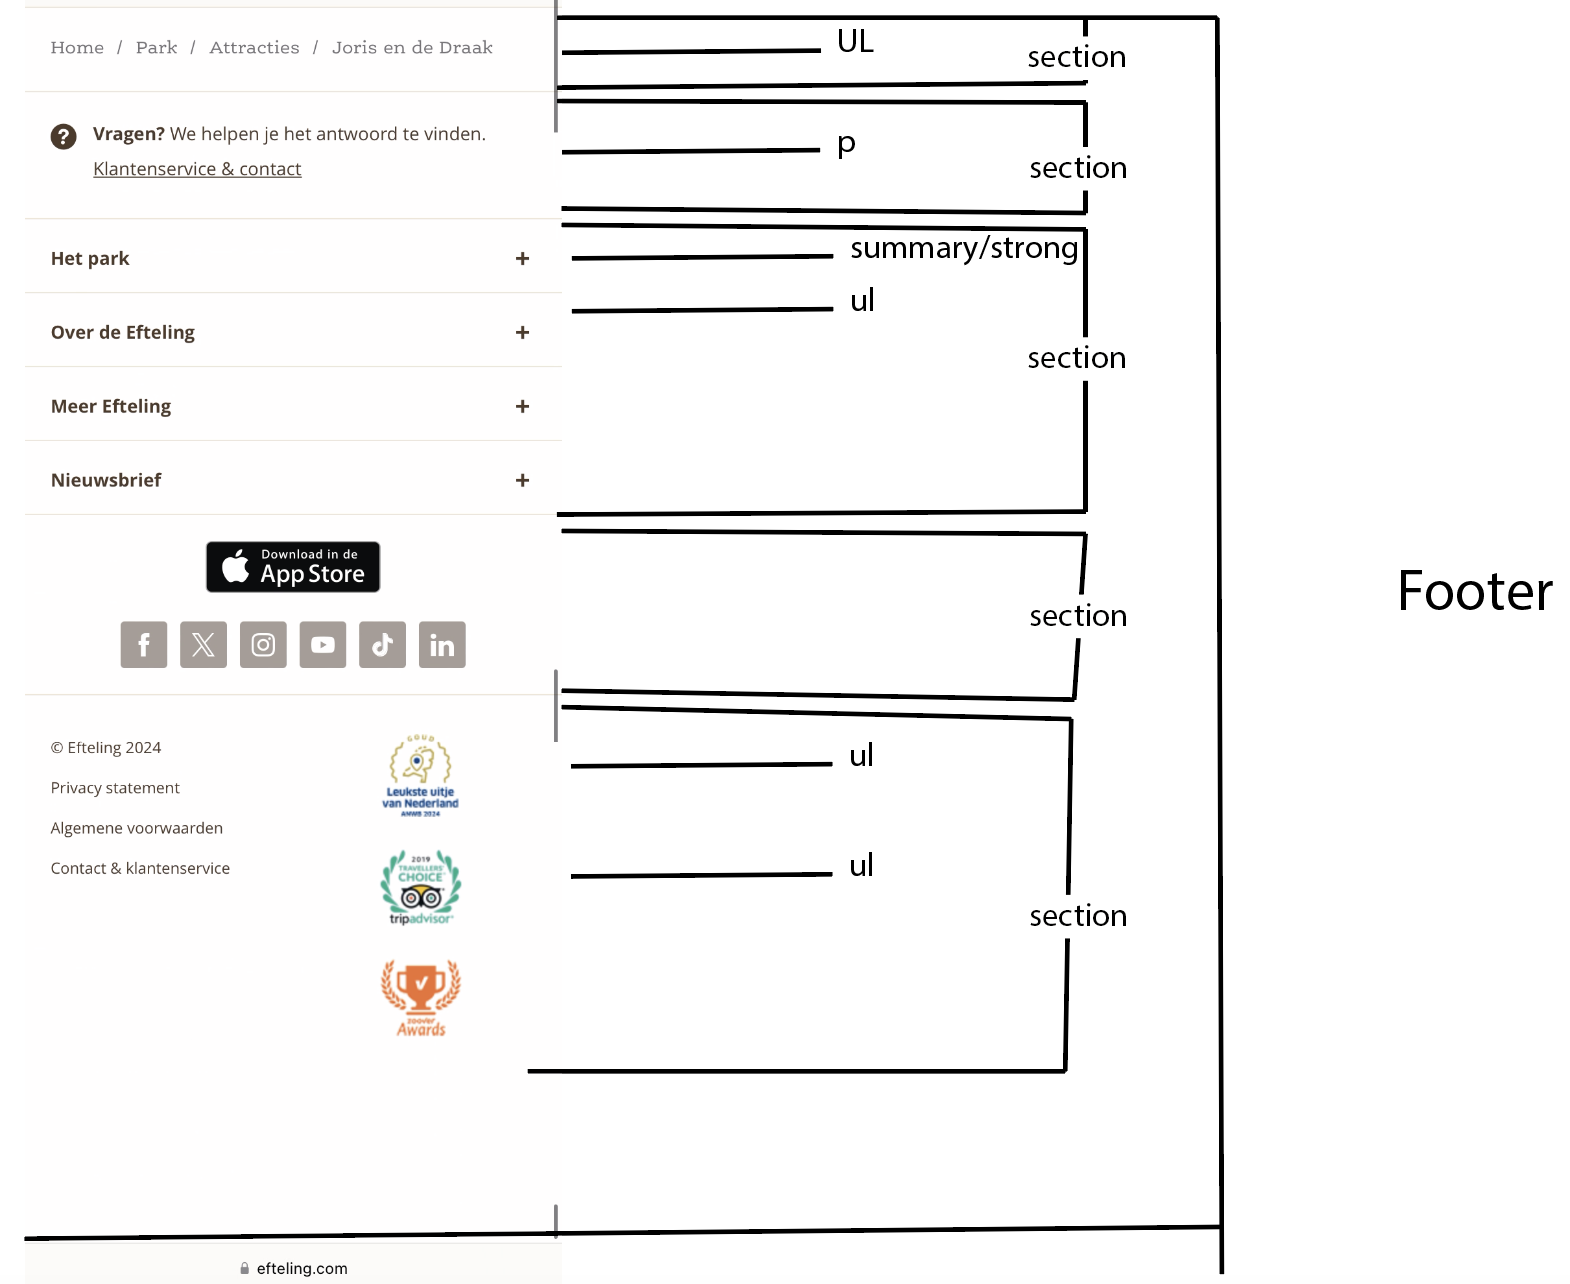 Home / Park / Attracties / Joris en de Draak
UL
section
Vragen? We helpen je het antwoord te vinden.
Klantenservice & contact
p
section
Het park +
summary/strong
ul
Over de Efteling +
section
Meer Efteling +
Nieuwsbrief +
Download in de
App Store
section
Footer
© Efteling 2024
Privacy statement
Algemene voorwaarden
Contact & klantenservice
GOUD
Leukste uitje
van Nederland
ANWB 2024
2019
TRAVELLERS'
CHOICE
tripadvisor
zoover
Awards
ul
ul
section
efteling.com